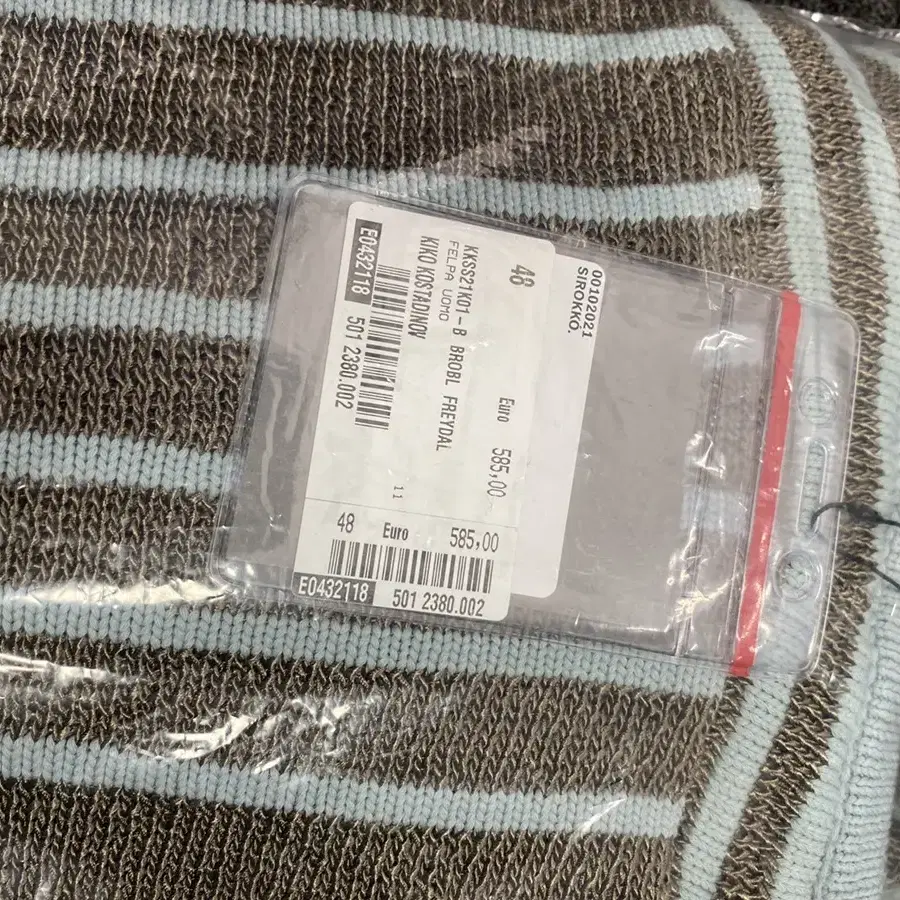 00102021
SIROKKO.
48
KKSS21K01-B BROBL FREYDAL
FELPA UOMO
KIKO KOSTADINOV
Euro 585,00
E0432118 501 2380.002
11
48 Euro 585,00
E0432118 501 2380.002